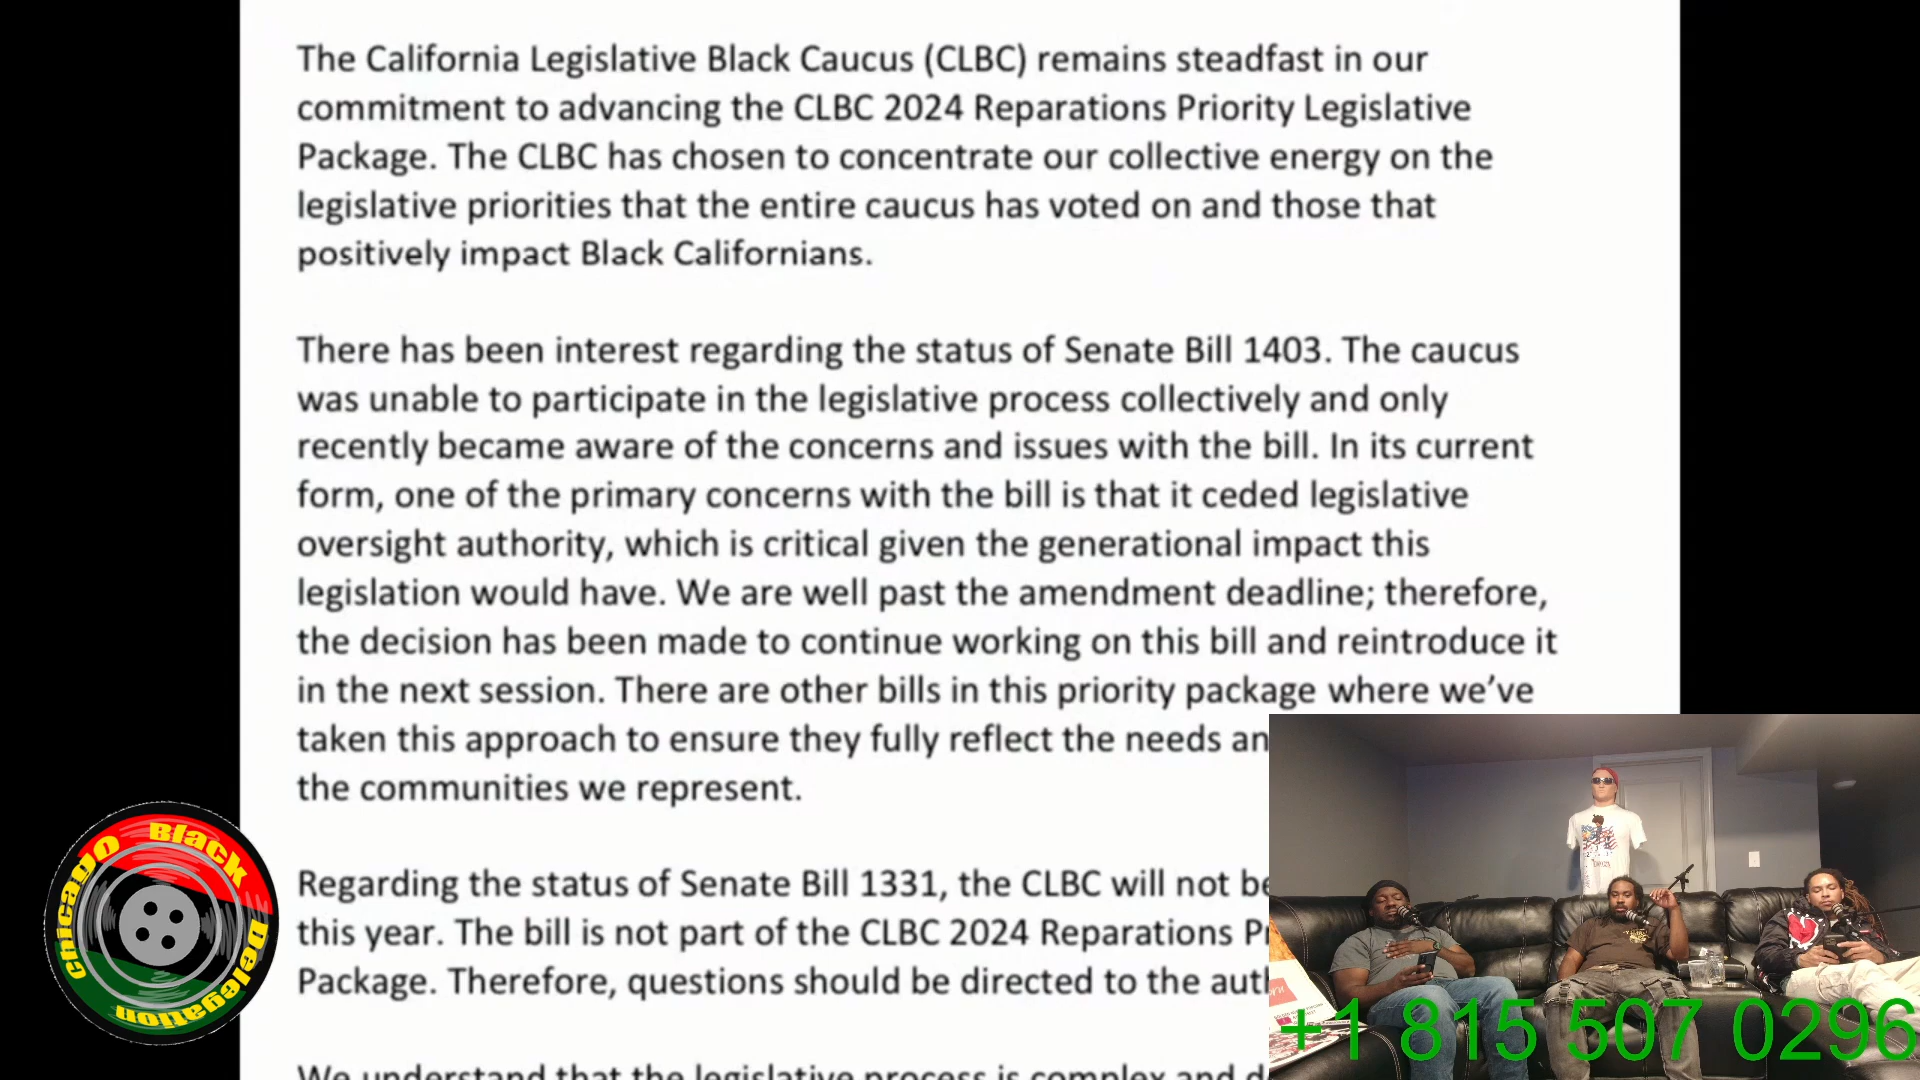 The California Legislative Black Caucus (CLBC) remains steadfast in our
commitment to advancing the CLBC 2024 Reparations Priority Legislative
Package. The CLBC has chosen to concentrate our collective energy on the
legislative priorities that the entire caucus has voted on and those that
positively impact Black Californians.
There has been interest regarding the status of Senate Bill 1403. The caucus
was unable to participate in the legislative process collectively and only
recently became aware of the concerns and issues with the bill. In its current
form, one of the primary concerns with the bill is that it ceded legislative
oversight authority, which is critical given the generational impact this
legislation would have. We are well past the amendment deadline; therefore,
the decision has been made to continue working on this bill and reintroduce it
in the next session. There are other bills in this priority package where we've
taken this approach to ensure they fully reflect the needs an
the communities we represent.
Regarding the status of Senate Bill 1331, the CLBC will not be
this year. The bill is not part of the CLBC 2024 Reparations P
Package. Therefore, questions should be directed to the aut
We understand that the legislative process is complex and d
Chicago Black Delegation
+1 815 507 0296